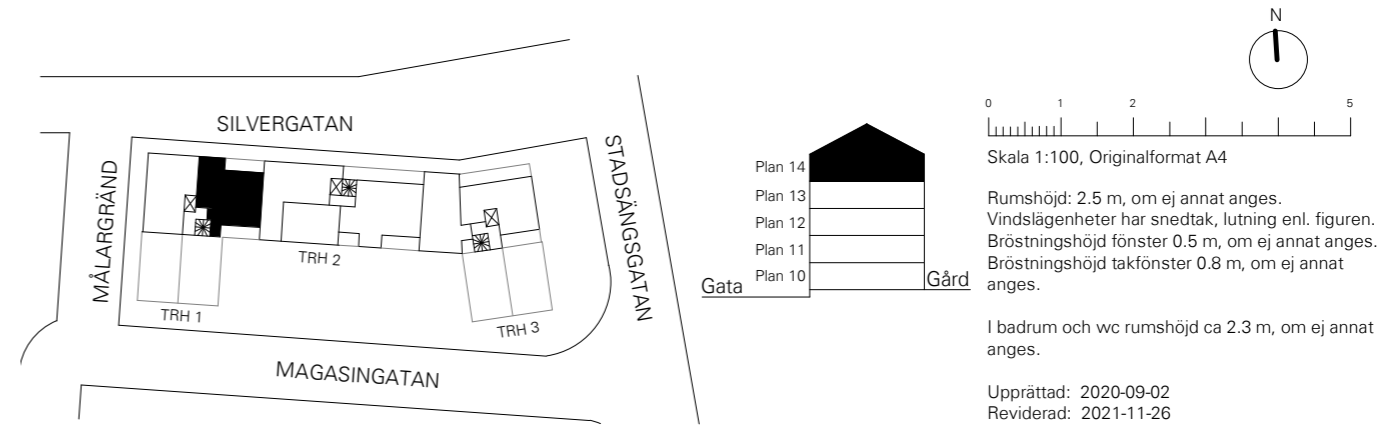 SILVERGATAN
MÅLARGRÄND
STADSÄNGSGATAN
TRH 1
TRH 2
TRH 3
MAGASINGATAN
Plan 14
Plan 13
Plan 12
Plan 11
Plan 10
Gata
Gård
N
0 1 2 5
Skala 1:100, Originalformat A4
Rumshöjd: 2.5 m, om ej annat anges.
Vindslägenheter har snedtak, lutning enl. figuren.
Bröstningshöjd fönster 0.5 m, om ej annat anges.
Bröstningshöjd takfönster 0.8 m, om ej annat
anges.
I badrum och wc rumshöjd ca 2.3 m, om ej annat
anges.
Upprättad: 2020-09-02
Reviderad: 2021-11-26